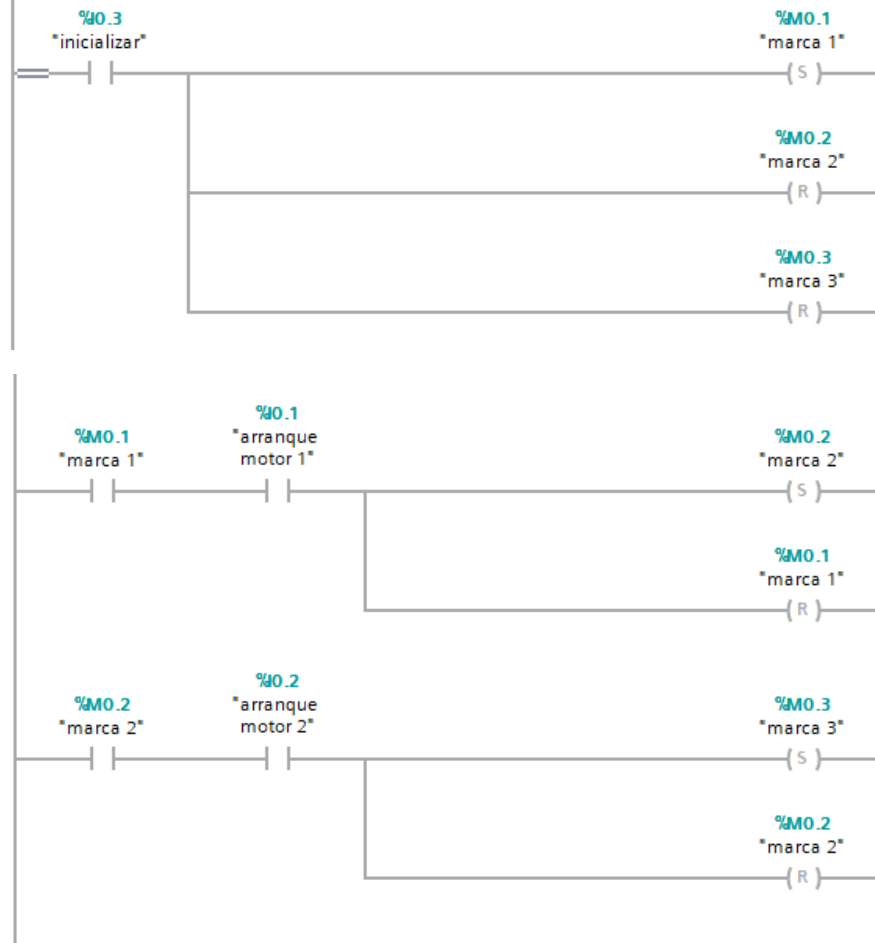 %I0.3
"inicializar"
%M0.1
"marca 1"
S
%M0.2
"marca 2"
R
%M0.3
"marca 3"
R
%M0.1
"marca 1"
%I0.1
"arranque
motor 1"
%M0.2
"marca 2"
S
%M0.1
"marca 1"
R
%M0.2
"marca 2"
%I0.2
"arranque
motor 2"
%M0.3
"marca 3"
S
%M0.2
"marca 2"
R